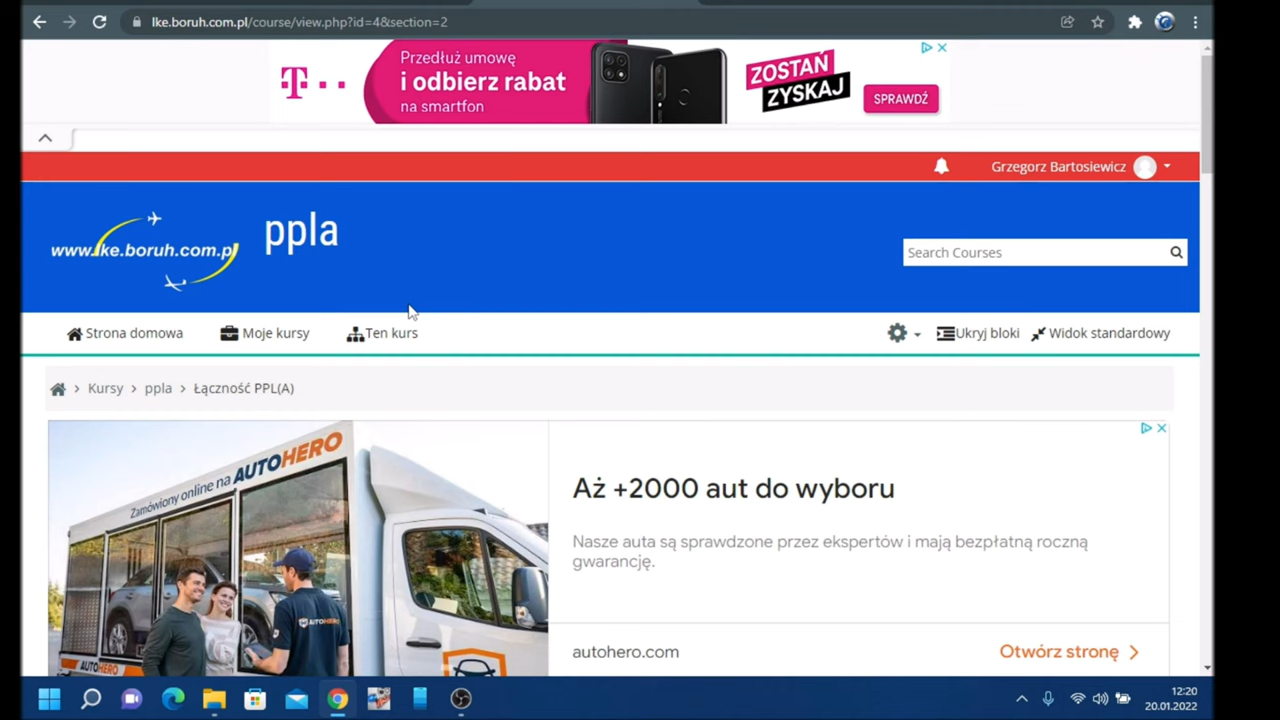 lke.boruh.com.pl/course/view.php?id=4&section=2
Przedłuż umowę
i odbierz rabat
na smartfon
ZOSTAŃ
ZYSKAJ
SPRAWDŹ
Grzegorz Bartosiewicz
www.lke.boruh.com.pl
ppla
Search Courses
Strona domowa
Moje kursy
Ten kurs
Ukryj bloki
Widok standardowy
Kursy > ppla > Łączność PPL(A)
Zamówiony online na AUTOHERO
AUTOHERO
AUTOHERO
Aż +2000 aut do wyboru
Nasze auta są sprawdzone przez ekspertów i mają bezpłatną roczną
gwarancję.
autohero.com
Otwórz stronę
12:20
20.01.2022